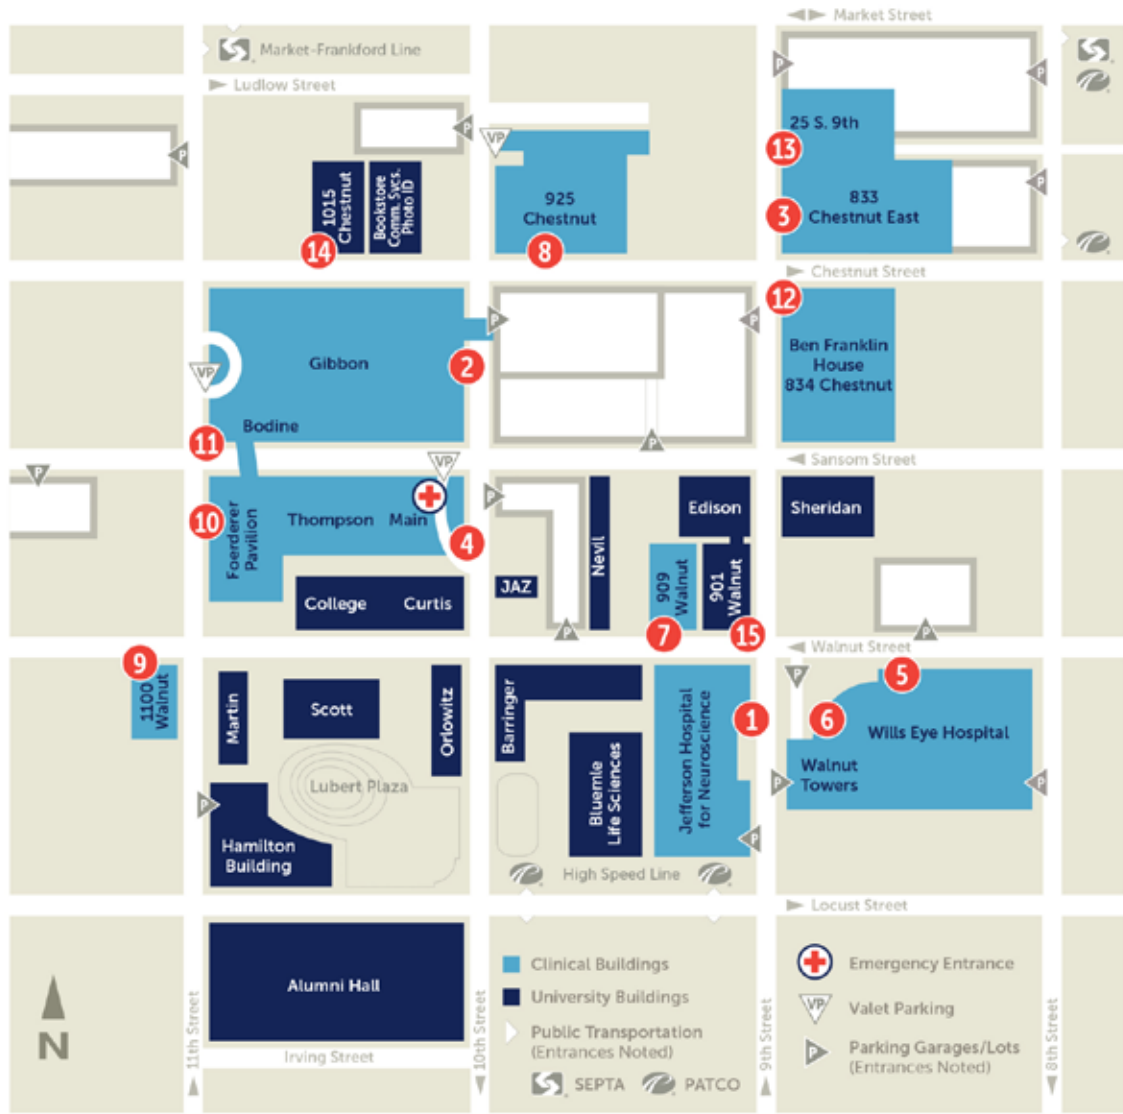 Market Street
Market-Frankford Line
Ludlow Street
P
P
P
P
VP
25 S. 9th
13
1015
Chestnut
Bookstore
Comm. Svcs.
Photo ID
14
925
Chestnut
8
833
Chestnut East
3
P
Chestnut Street
12
Ben Franklin
House
834 Chestnut
Gibbon
2
P
P
VP
Bodine
11
P
Sansom Street
P
VP
P
10
Foerderer
Pavilion
Thompson
Main
4
Nevil
Edison
Sheridan
JAZ
909
Walnut
901
Walnut
College
Curtis
P
7
15
P
Walnut Street
9
1100
Walnut
Martin
Scott
Orlowitz
Barringer
Jefferson Hospital
for Neuroscience
1
P
5
6
Wills Eye Hospital
Walnut
Towers
P
P
Lubert Plaza
P
Hamilton
Building
Bluemle
Life Sciences
P
High Speed Line
Locust Street
Alumni Hall
Irving Street
N
11th Street
10th Street
9th Street
8th Street
Clinical Buildings
University Buildings
Public Transportation
(Entrances Noted)
SEPTA
PATCO
Emergency Entrance
VP
Valet Parking
P
Parking Garages/Lots
(Entrances Noted)